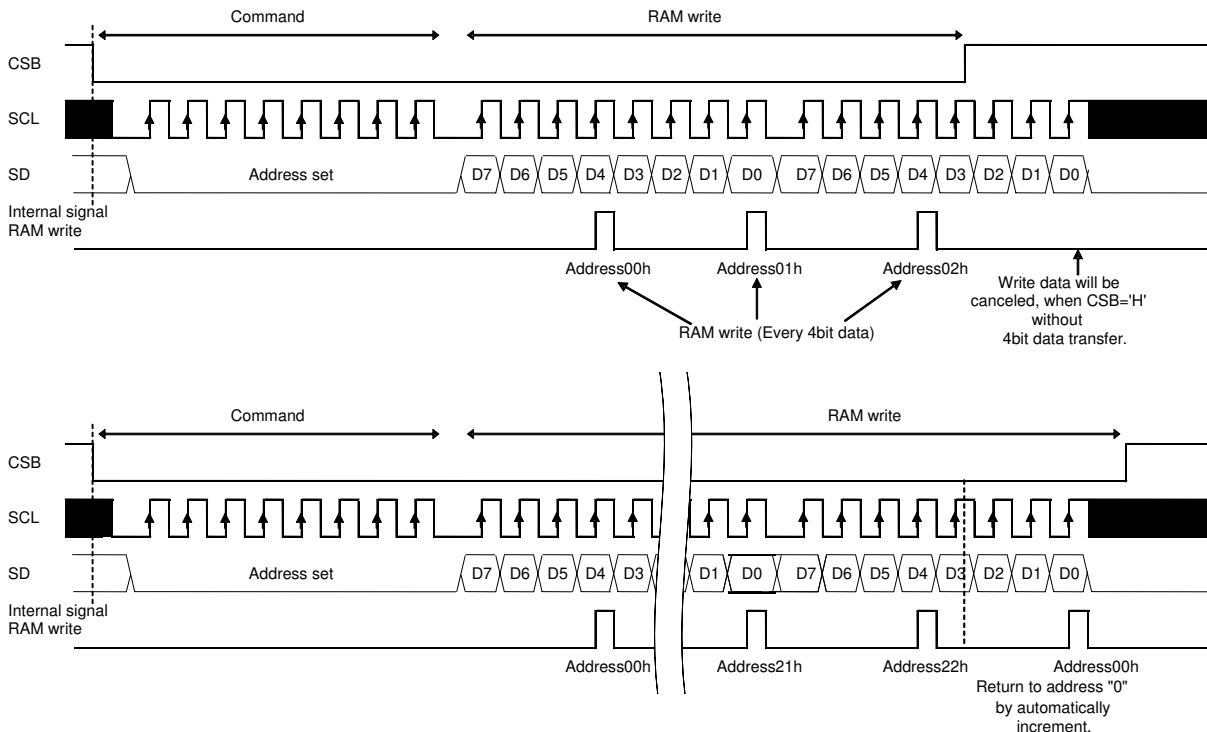 Command RAM write
CSB
SCL
SD Address set D7 D6 D5 D4 D3 D2 D1 D0 D7 D6 D5 D4 D3 D2 D1 D0
Internal signal
RAM write
Address00h Address01h Address02h
Write data will be
canceled, when CSB='H'
without
4bit data transfer.
RAM write (Every 4bit data)
Command RAM write
CSB
SCL
SD Address set D7 D6 D5 D4 D3 D1 D0 D7 D6 D5 D4 D3 D2 D1 D0
Internal signal
RAM write
Address00h Address21h Address22h Address00h
Return to address "0"
by automatically
increment.